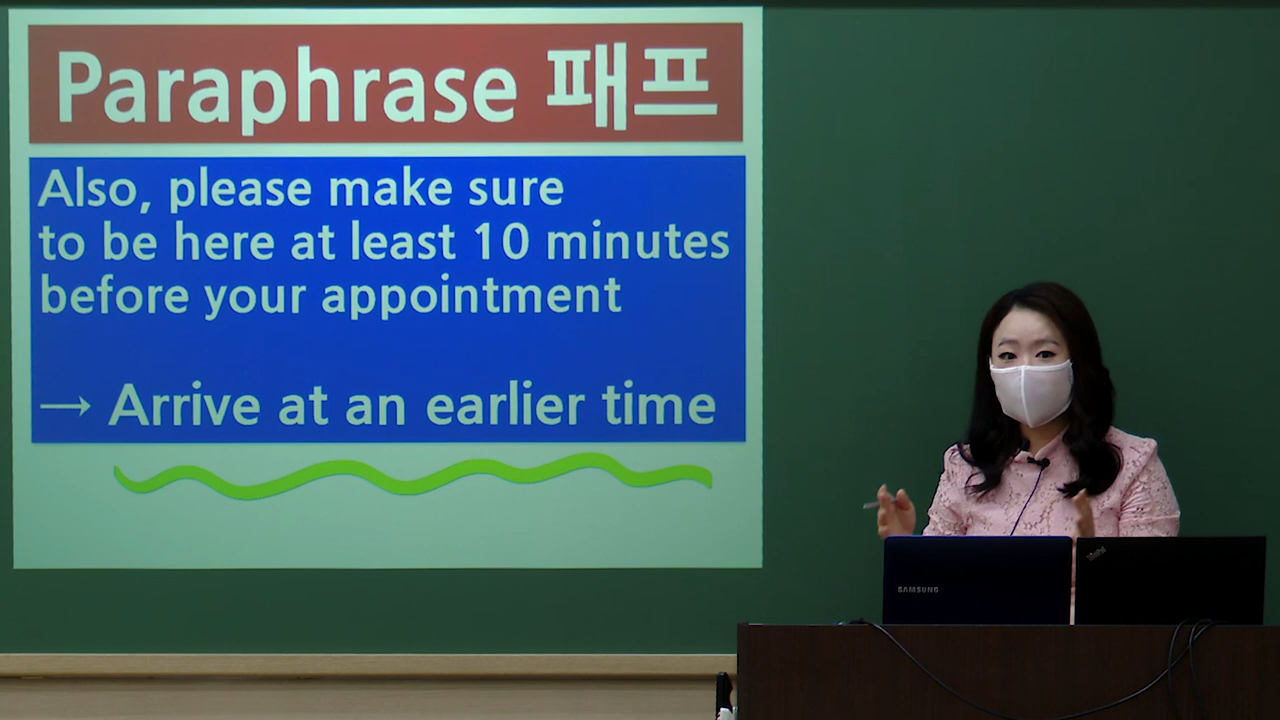 Paraphrase 패프
Also, please make sure
to be here at least 10 minutes
before your appointment
→ Arrive at an earlier time
SAMSUNG
ThinkPad